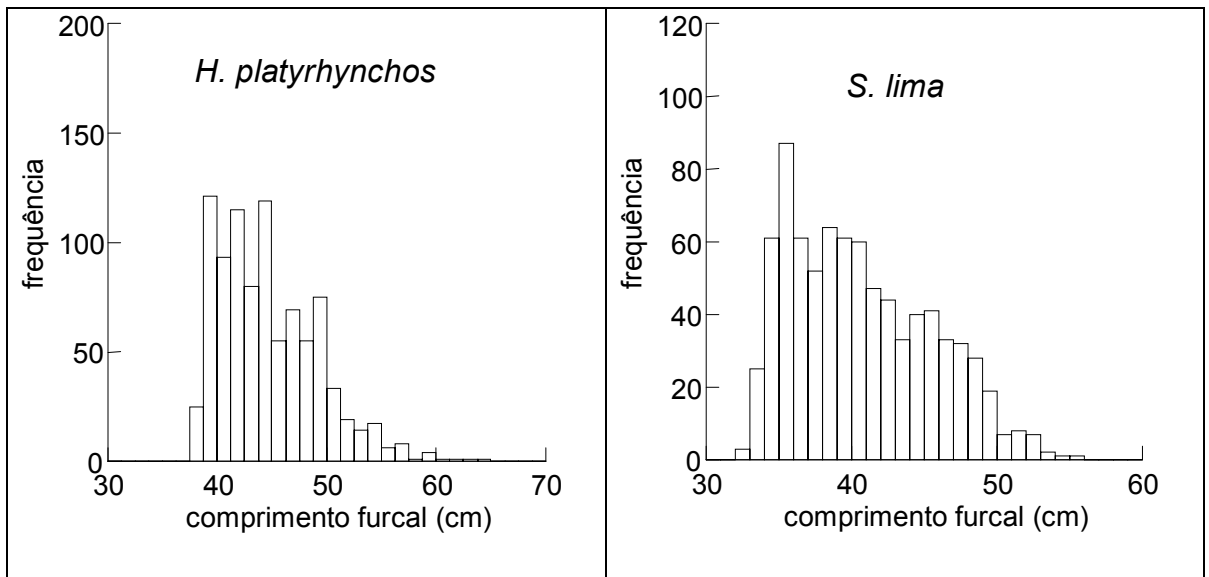 200
150
100
50
0
frequência
H. platyrhynchos
30 40 50 60 70
comprimento furcal (cm)
120
100
80
60
40
20
0
frequência
S. lima
30 40 50 60
comprimento furcal (cm)